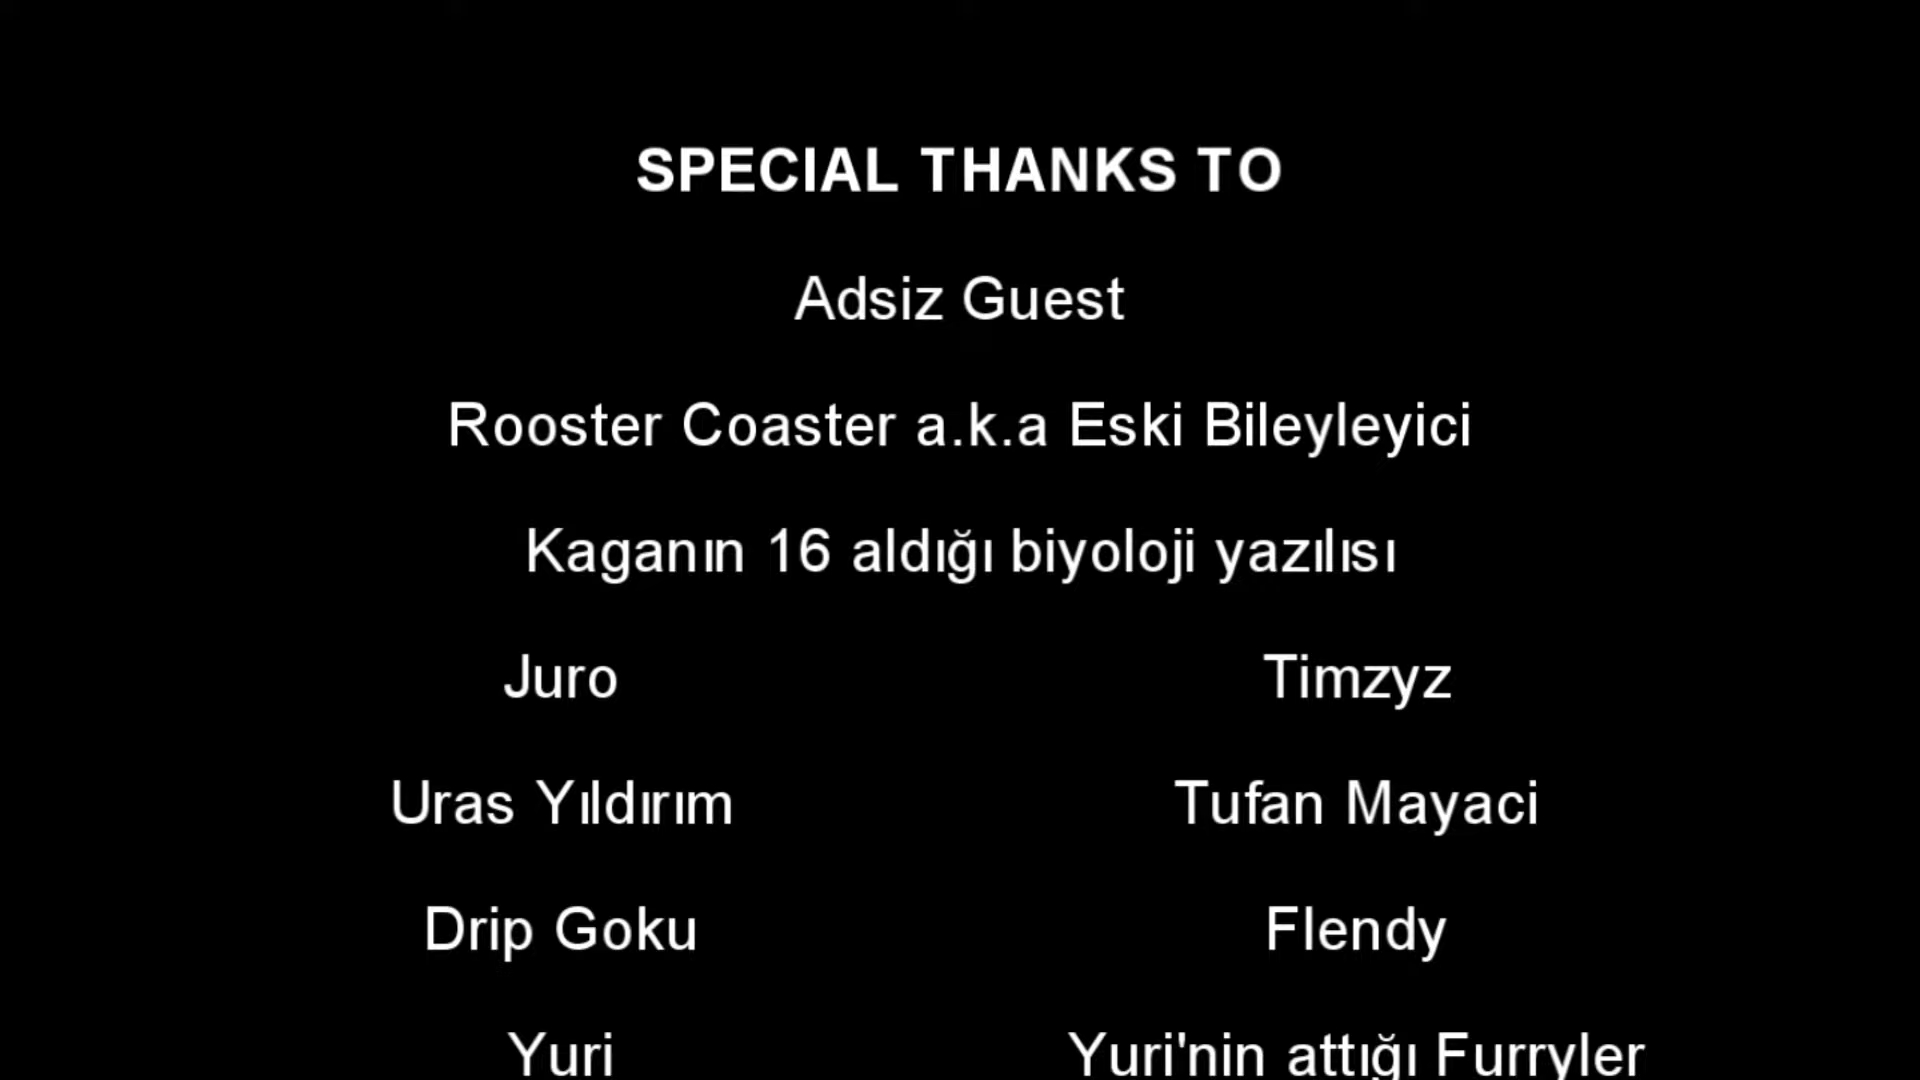 SPECIAL THANKS TO
Adsiz Guest
Rooster Coaster a.k.a Eski Bileyleyici
Kaganın 16 aldığı biyoloji yazılısı
Juro Timzyz
Uras Yıldırım Tufan Mayaci
Drip Goku Flendy
Yuri Yuri'nin attığı Furryler